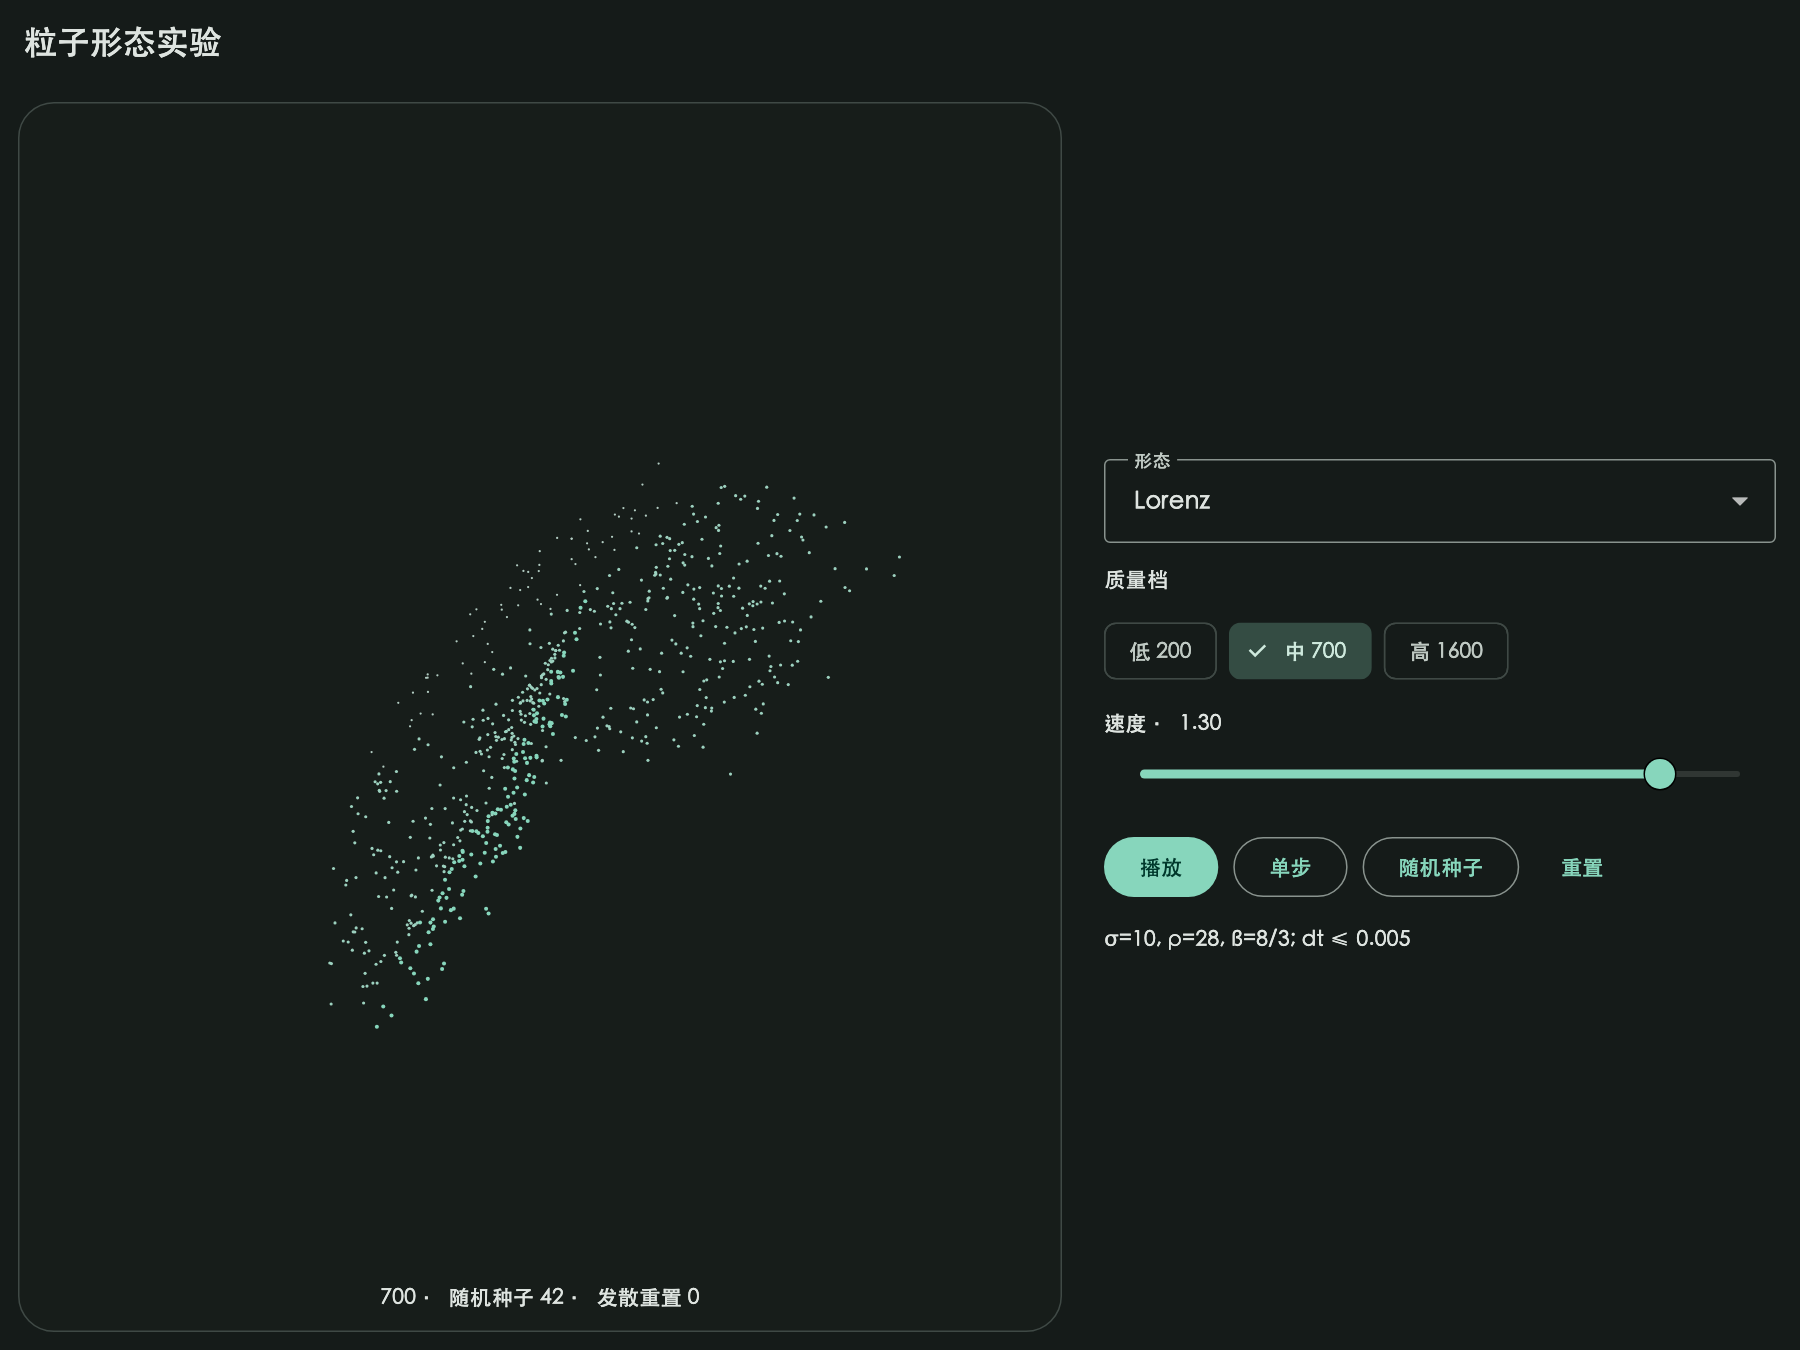 粒子形态实验
形态
Lorenz
质量档
低 200 中 700 高 1600
速度 · 1.30
播放 单步 随机种子 重置
σ=10, ρ=28, β=8/3; dt ≤ 0.005
700 · 随机种子 42 · 发散重置 0